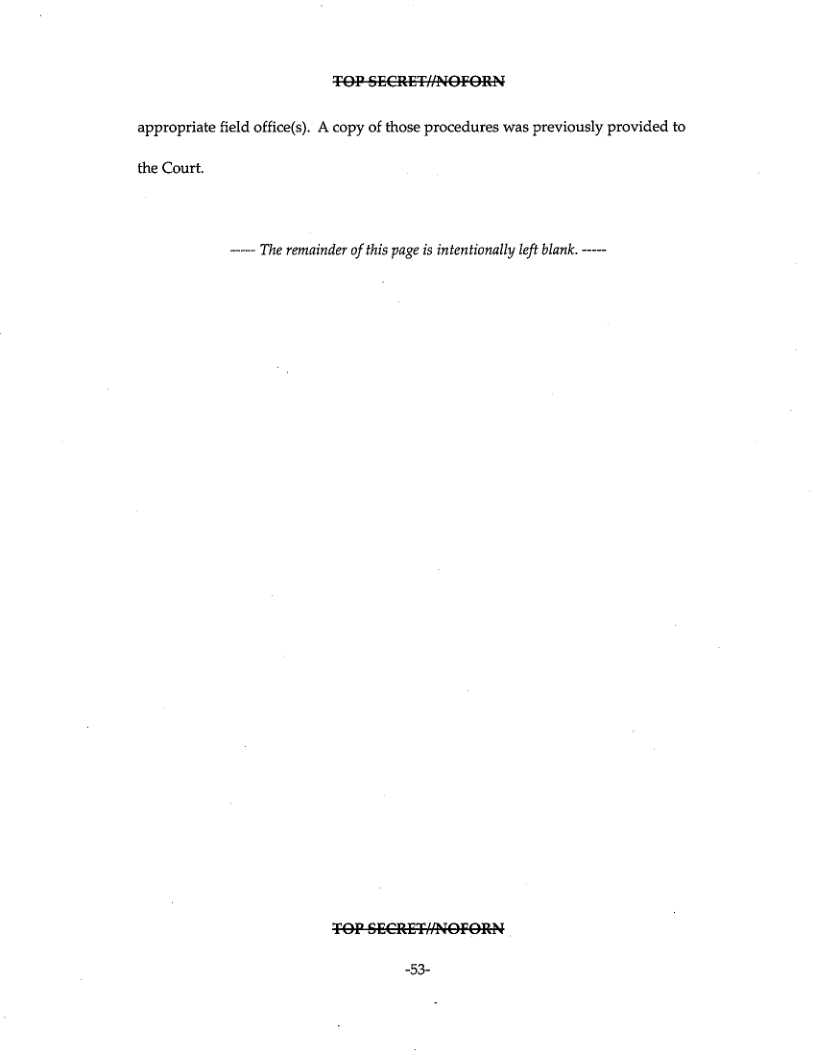 TOP SECRET//NOFORN
appropriate field office(s). A copy of those procedures was previously provided to
the Court.
------ The remainder of this page is intentionally left blank. -----
TOP SECRET//NOFORN
-53-